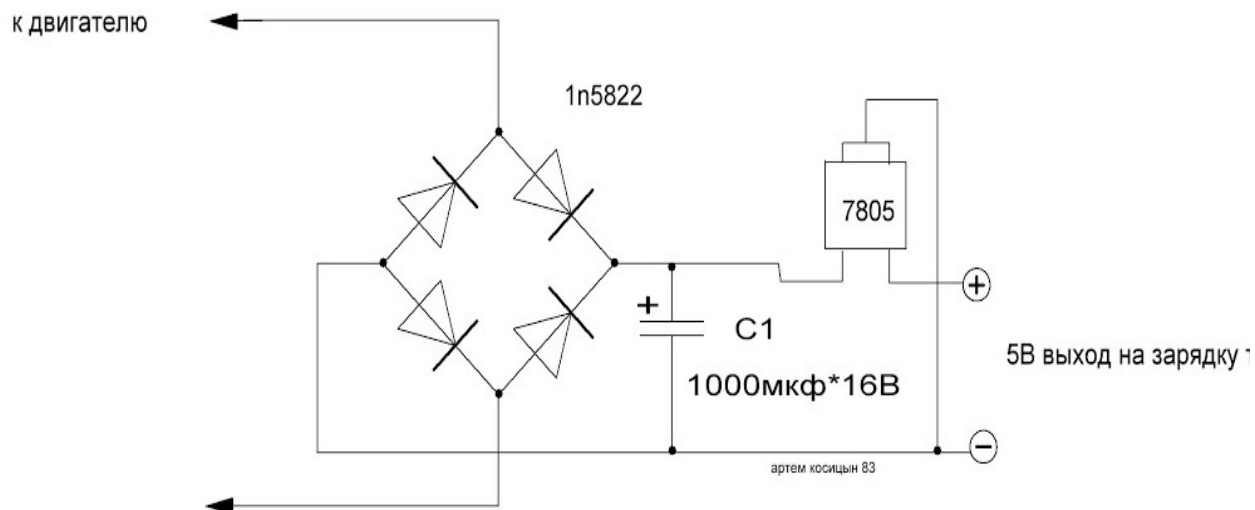 к двигателю
1n5822
7805
+
+
C1
1000мкф*16В
5В выход на зарядку
−
артем косицын 83